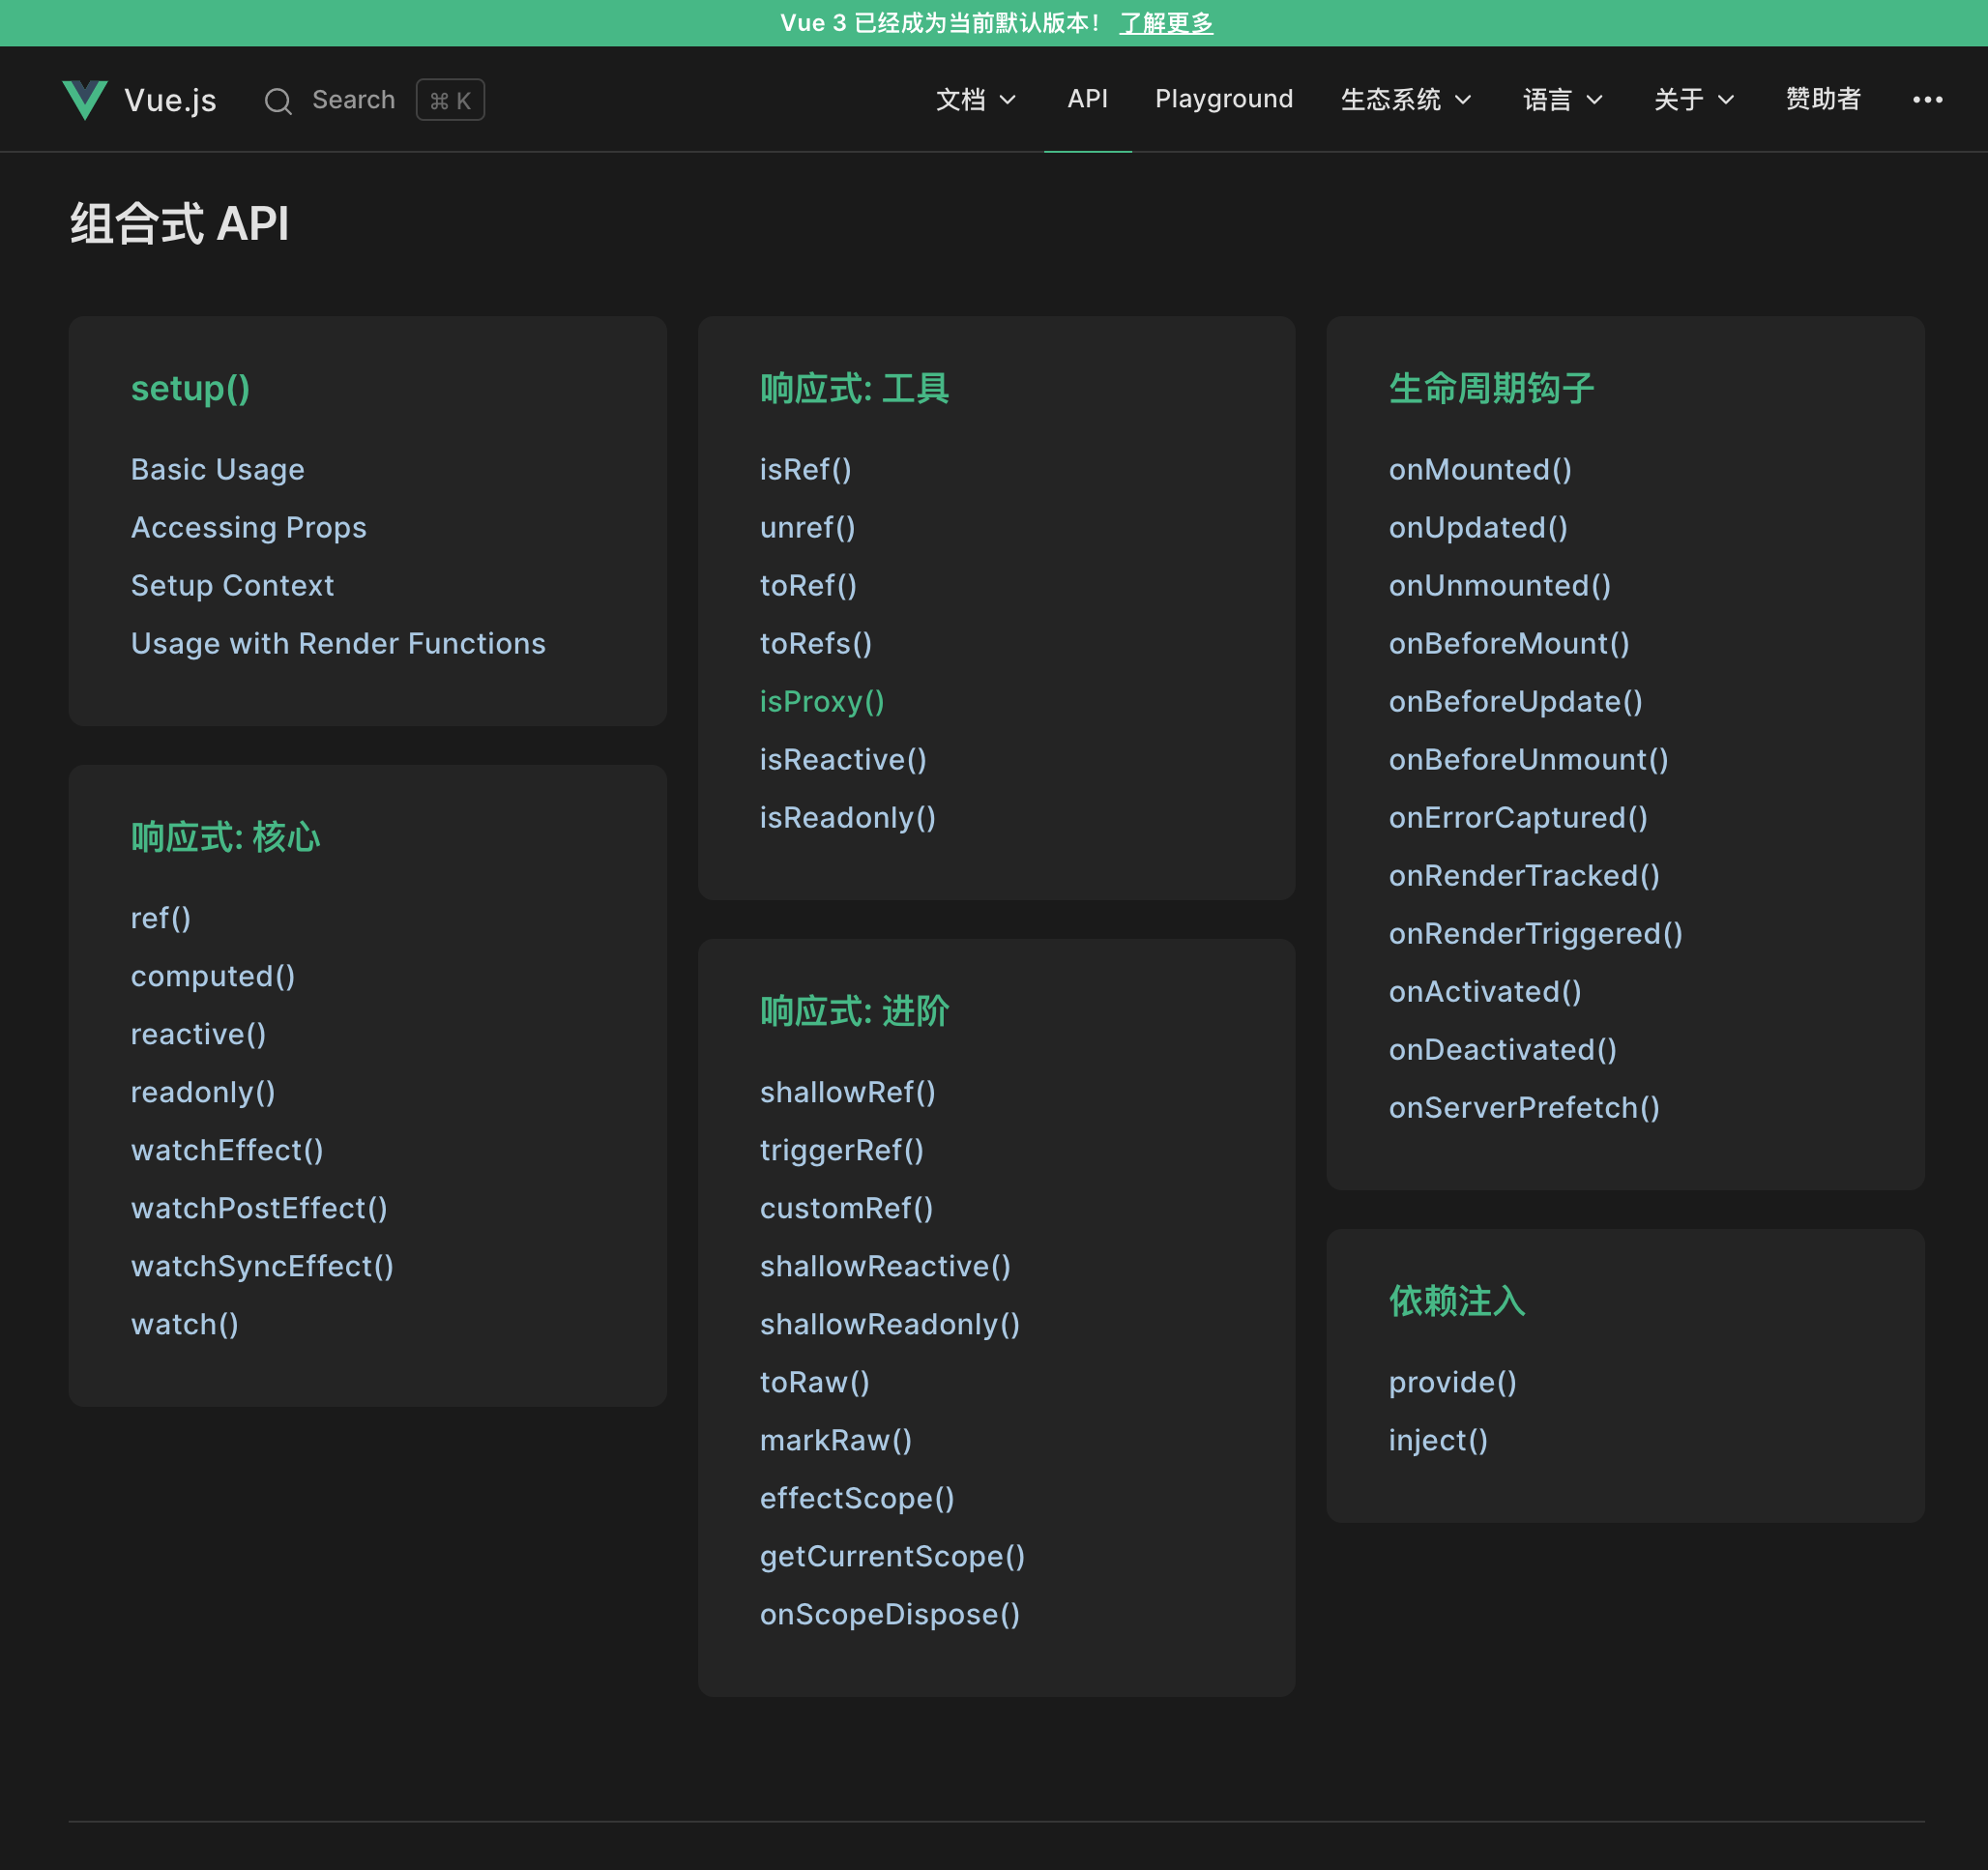 Vue 3 已经成为当前默认版本！ 了解更多
Vue.js Search ⌘ K 文档 API Playground 生态系统 语言 关于 赞助者
组合式 API
setup()
Basic Usage
Accessing Props
Setup Context
Usage with Render Functions
响应式: 核心
ref()
computed()
reactive()
readonly()
watchEffect()
watchPostEffect()
watchSyncEffect()
watch()
响应式: 工具
isRef()
unref()
toRef()
toRefs()
isProxy()
isReactive()
isReadonly()
响应式: 进阶
shallowRef()
triggerRef()
customRef()
shallowReactive()
shallowReadonly()
toRaw()
markRaw()
effectScope()
getCurrentScope()
onScopeDispose()
生命周期钩子
onMounted()
onUpdated()
onUnmounted()
onBeforeMount()
onBeforeUpdate()
onBeforeUnmount()
onErrorCaptured()
onRenderTracked()
onRenderTriggered()
onActivated()
onDeactivated()
onServerPrefetch()
依赖注入
provide()
inject()